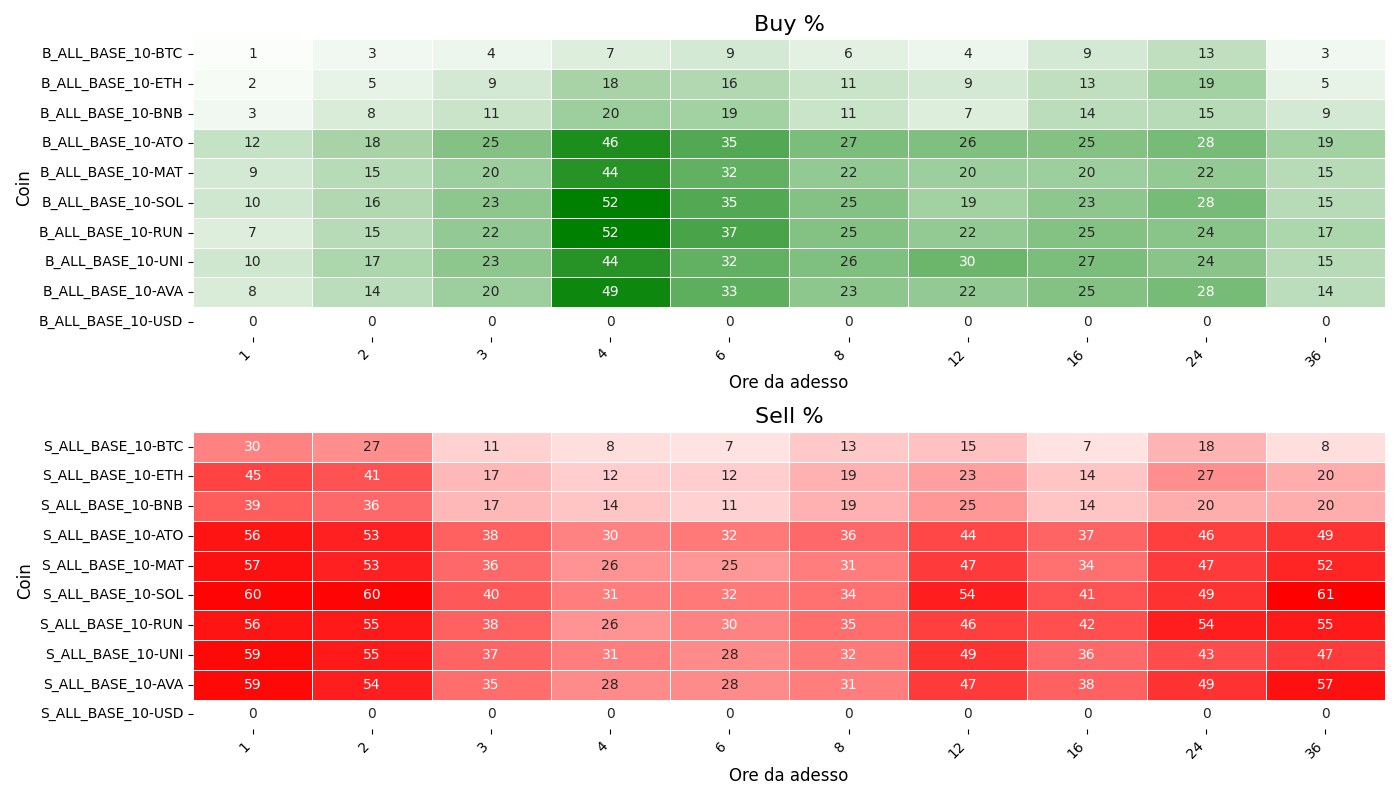 Buy %
Coin
B_ALL_BASE_10-BTC 1 3 4 7 9 6 4 9 13 3
B_ALL_BASE_10-ETH 2 5 9 18 16 11 9 13 19 5
B_ALL_BASE_10-BNB 3 8 11 20 19 11 7 14 15 9
B_ALL_BASE_10-ATO 12 18 25 46 35 27 26 25 28 19
B_ALL_BASE_10-MAT 9 15 20 44 32 22 20 20 22 15
B_ALL_BASE_10-SOL 10 16 23 52 35 25 19 23 28 15
B_ALL_BASE_10-RUN 7 15 22 52 37 25 22 25 24 17
B_ALL_BASE_10-UNI 10 17 23 44 32 26 30 27 24 15
B_ALL_BASE_10-AVA 8 14 20 49 33 23 22 25 28 14
B_ALL_BASE_10-USD 0 0 0 0 0 0 0 0 0 0
1 2 3 4 6 8 12 16 24 36
Ore da adesso
Sell %
Coin
S_ALL_BASE_10-BTC 30 27 11 8 7 13 15 7 18 8
S_ALL_BASE_10-ETH 45 41 17 12 12 19 23 14 27 20
S_ALL_BASE_10-BNB 39 36 17 14 11 19 25 14 20 20
S_ALL_BASE_10-ATO 56 53 38 30 32 36 44 37 46 49
S_ALL_BASE_10-MAT 57 53 36 26 25 31 47 34 47 52
S_ALL_BASE_10-SOL 60 60 40 31 32 34 54 41 49 61
S_ALL_BASE_10-RUN 56 55 38 26 30 35 46 42 54 55
S_ALL_BASE_10-UNI 59 55 37 31 28 32 49 36 43 47
S_ALL_BASE_10-AVA 59 54 35 28 28 31 47 38 49 57
S_ALL_BASE_10-USD 0 0 0 0 0 0 0 0 0 0
1 2 3 4 6 8 12 16 24 36
Ore da adesso